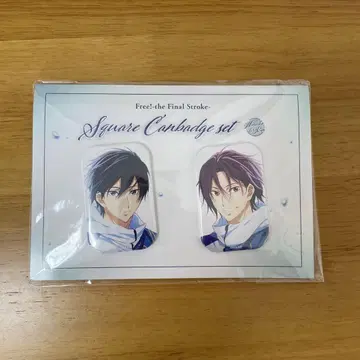 Free!-the Final Stroke-
Square Canbadge set